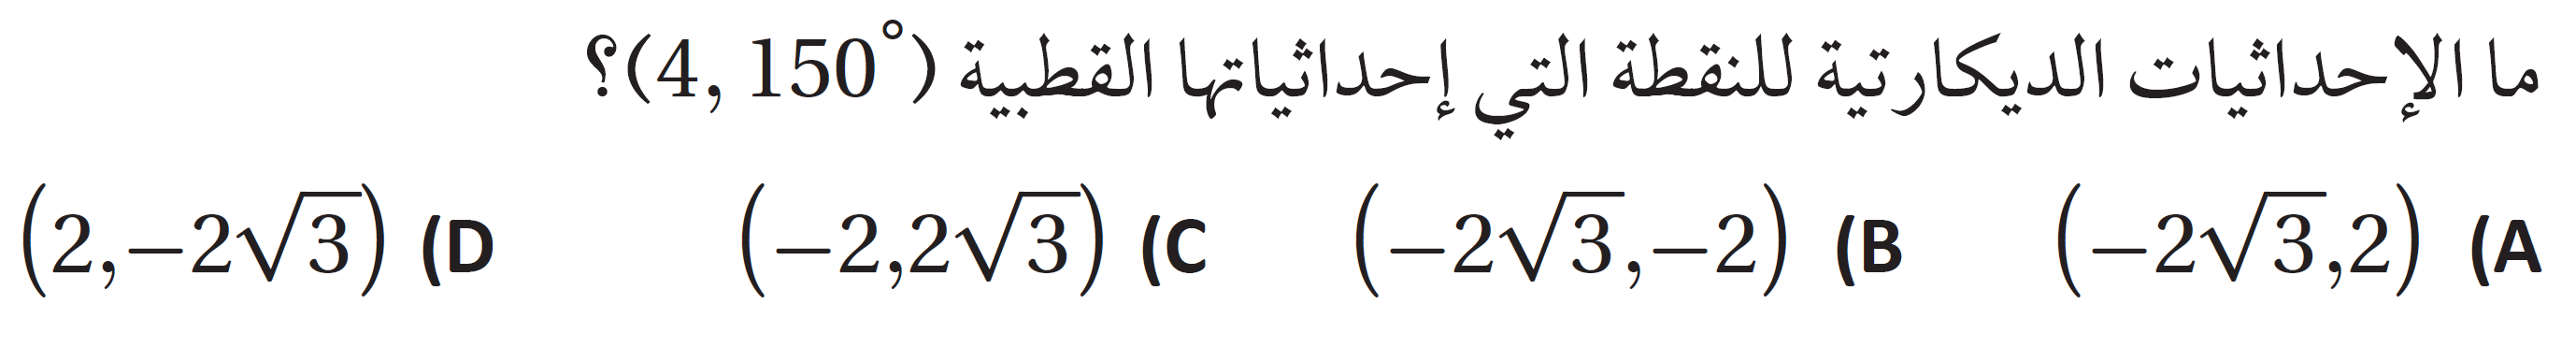 ما الإحداثيات الديكارتية للنقطة التي إحداثياتها القطبية (4, 150°)؟
A) (−2√3,2) B) (−2√3,−2) C) (−2,2√3) D) (2,−2√3)